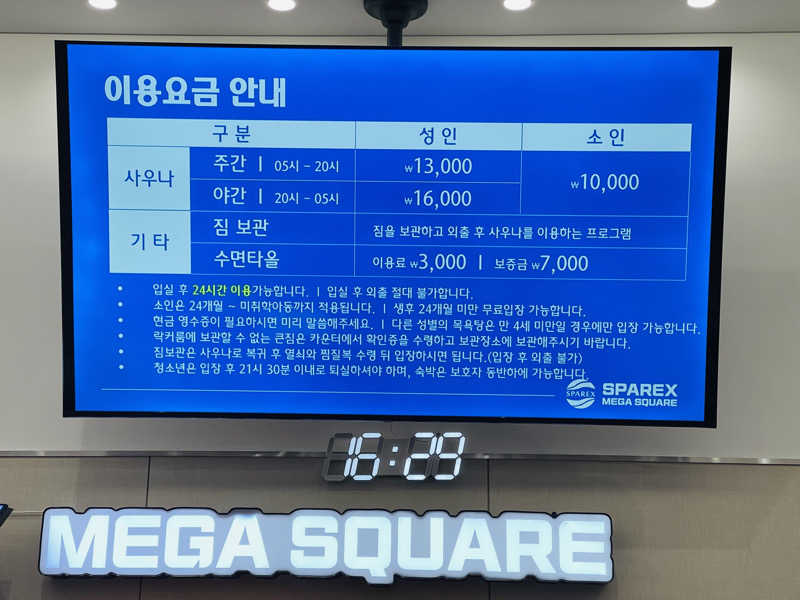 이용요금 안내
구 분 성 인 소 인
사우나 주간 ㅣ 05시 - 20시 ₩13,000 ₩10,000
야간 ㅣ 20시 - 05시 ₩16,000
기 타 짐 보관 짐을 보관하고 외출 후 사우나를 이용하는 프로그램
수면타올 이용료 ₩3,000 ㅣ 보증금 ₩7,000
• 입실 후 24시간 이용가능합니다. ㅣ 입실 후 외출 절대 불가합니다.
• 소인은 24개월 ~ 미취학아동까지 적용됩니다. ㅣ 생후 24개월 미만 무료입장 가능합니다.
• 현금 영수증이 필요하시면 미리 말씀해주세요. ㅣ 다른 성별의 목욕탕은 만 4세 미만일 경우에만 입장 가능합니다.
• 락커룸에 보관할 수 없는 큰짐은 카운터에서 확인증을 수령하고 보관장소에 보관해주시기 바랍니다.
• 짐보관은 사우나로 복귀 후 열쇠와 찜질복 수령 뒤 입장하시면 됩니다.(입장 후 외출 불가)
• 청소년은 입장 후 21시 30분 이내로 퇴실하셔야 하며, 숙박은 보호자 동반하에 가능합니다.
SPAREX
SPAREX
MEGA SQUARE
16:29
MEGA SQUARE